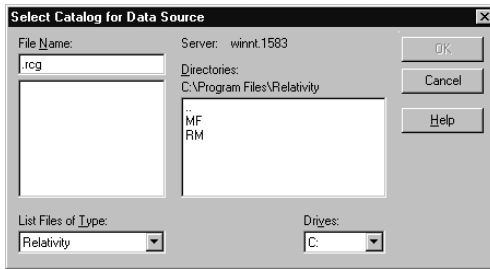 Select Catalog for Data Source
File Name:
.rcg
Server: winnt.1583
Directories:
C:\Program Files\Relativity
..
MF
RM
OK
Cancel
Help
List Files of Type:
Relativity
Drives:
C: